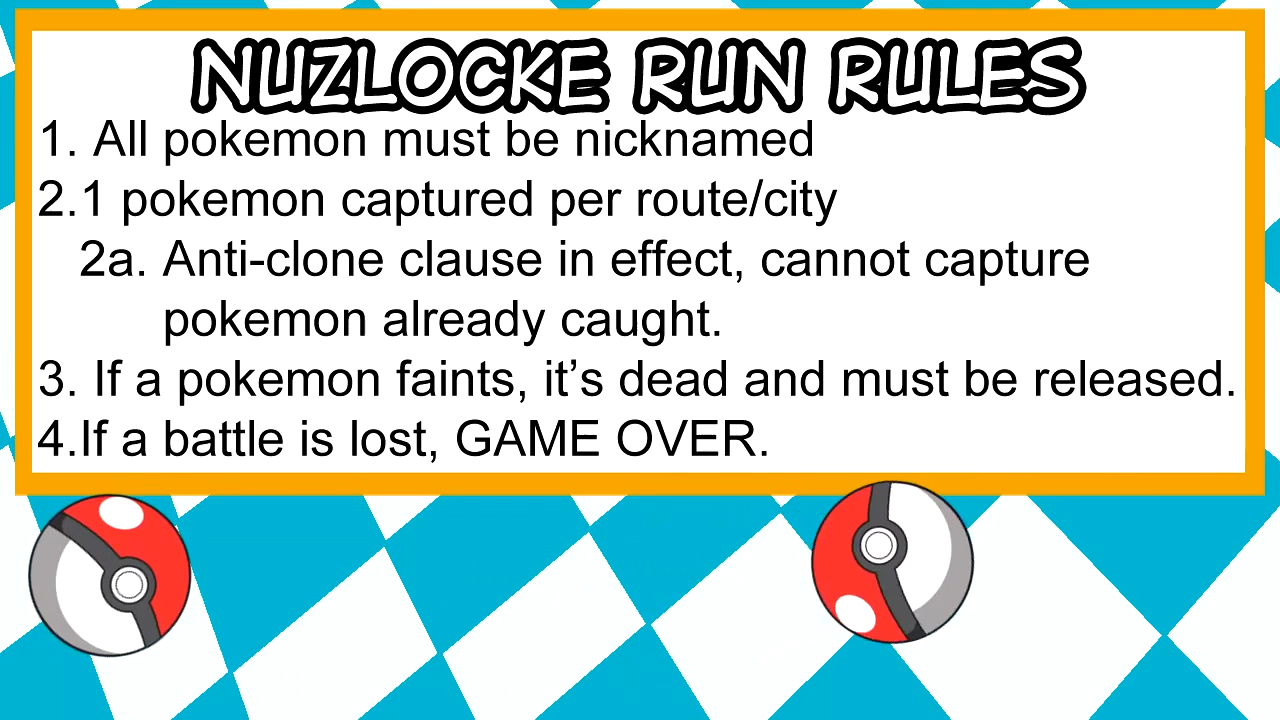 NUZLOCKE RUN RULES
1. All pokemon must be nicknamed
2.1 pokemon captured per route/city
2a. Anti-clone clause in effect, cannot capture
pokemon already caught.
3. If a pokemon faints, it’s dead and must be released.
4.If a battle is lost, GAME OVER.